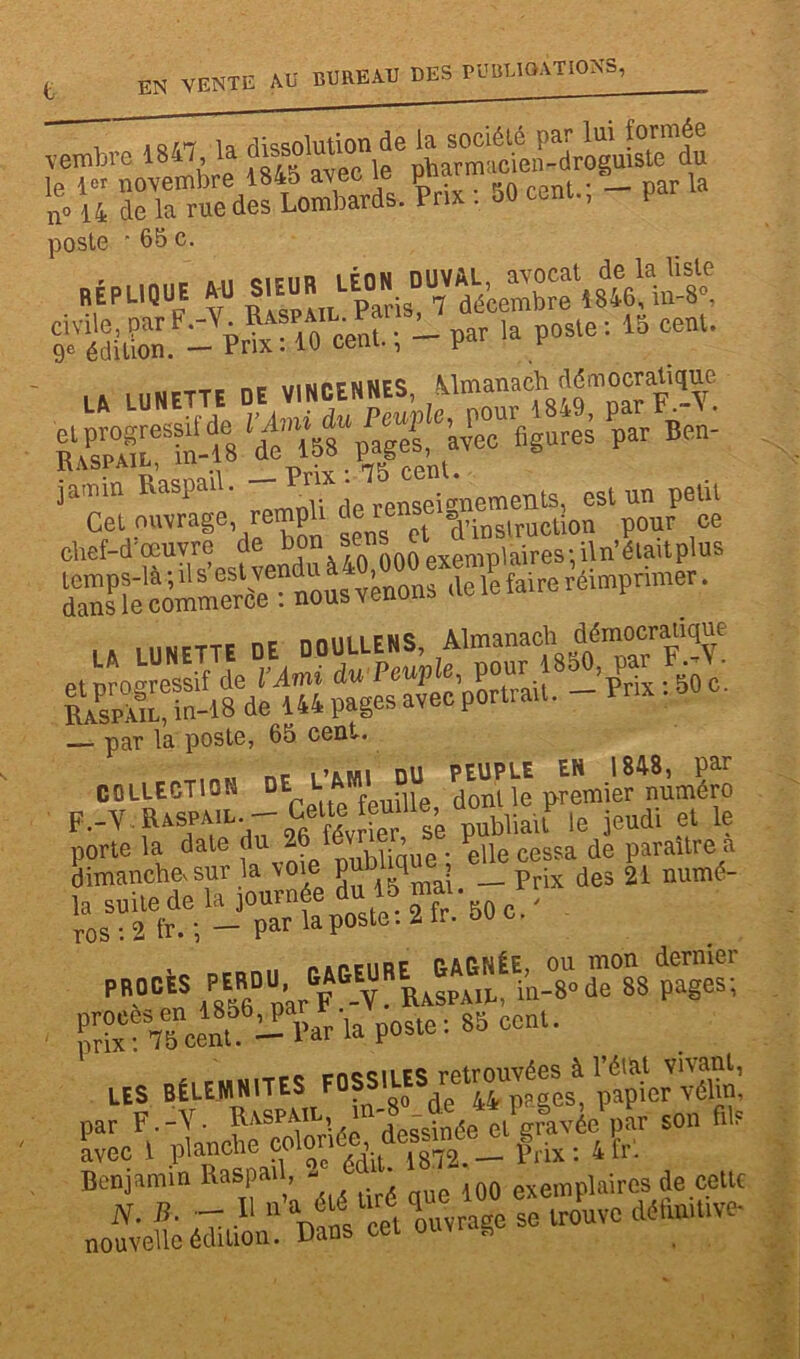 6 EN VENTE AU BUREAU DES PUBLICATIONS,
vembre 1847, la dissolution de la société par lui formée
le 1er novembre 1845 avec le pharmacien-droguiste du
n° 14 de la rue des Lombards. Prix : 50 cent.; — par la
poste · 65 c.
RÉPLIQUE AU SIEUR LÉON DUVAL, avocat de la liste
civile, par F.-V. RASPAIL. Paris, 7 décembre 1846, in-8°,
9e édition. — Prix : 10 cent.; — par la poste : 15 cent.
LA LUNETTE DE VINCENNES, Almanach démocratique
et progressif de l'Ami du Peuple, pour 1849, par F.-V.
RASPAIL, in-18 de 158 pages, avec figures par Ben-
jamin Raspail. — Prix : 75 cent.
Cet ouvrage, rempli de renseignements, est un petit
chef-d'œuvre de bon sens et d'instruction pour ce
temps-là; il s'est vendu à 40,000 exemplaires; il n'était plus
dans le commerce : nous venons de le faire réimprimer.
LA LUNETTE DE DOULLENS, Almanach démocratique
et progressif de l'Ami du Peuple, pour 1850, par F.-V.
RASPAIL, in-18 de 144 pages avec portrait. — Prix : 50 c.
— par la poste, 65 cent.
COLLECTION DE L'AMI DU PEUPLE EN 1848, par
F.-V. RASPAIL. — Cette feuille, dont le premier numéro
porte la date du 26 février, se publiait le jeudi et le
dimanche sur la voie publique; elle cessa de paraître à
la suite de la journée du 15 mai. — Prix des 21 numé-
ros : 2 fr.; — par la poste : 2 fr. 50 c.
PROCÈS PERDU, GAGEURE GAGNÉE, ou mon dernier
procès en 1856, par F.-V. RASPAIL, in-8° de 88 pages;
prix : 75 cent. — Par la poste : 85 cent.
LES BÉLEMNITES FOSSILES retrouvées à l'état vivant,
par F.-V. RASPAIL, in-8° de 44 pages, papier vélin,
avec 1 planche coloriée, dessinée et gravée par son fils
Benjamin Raspail, 2e édit. 1872. — Prix : 4 fr.
N. B. — Il n'a été tiré que 100 exemplaires de cette
nouvelle édition. Dans cet ouvrage se trouve définitive-